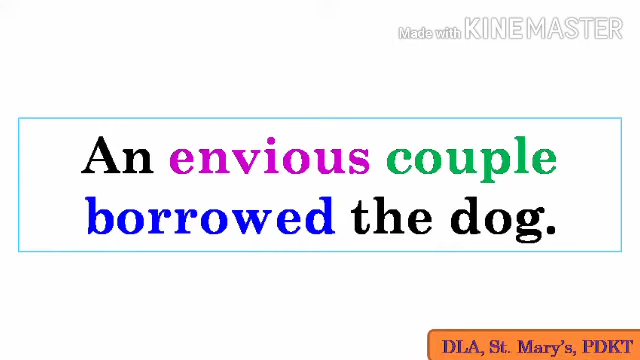 Made with KINEMASTER
An envious couple
borrowed the dog.
DLA, St. Mary's, PDKT